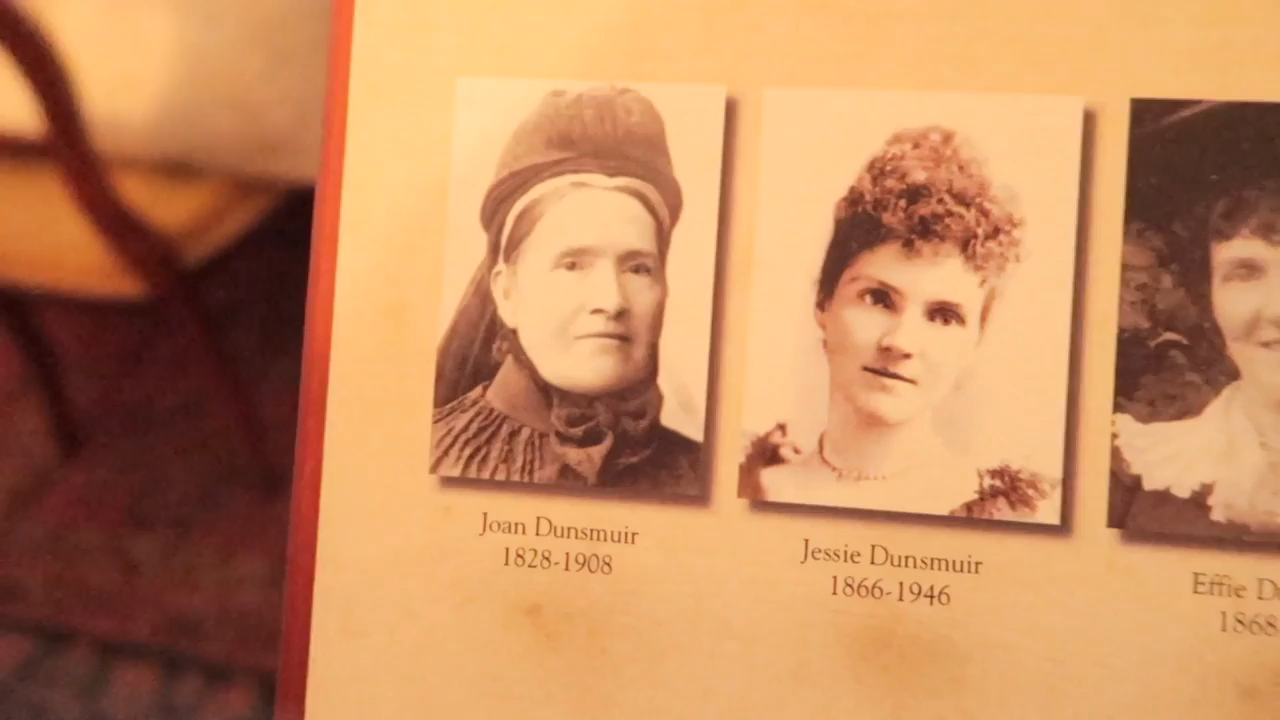 Joan Dunsmuir
1828-1908
Jessie Dunsmuir
1866-1946
Effie
1868